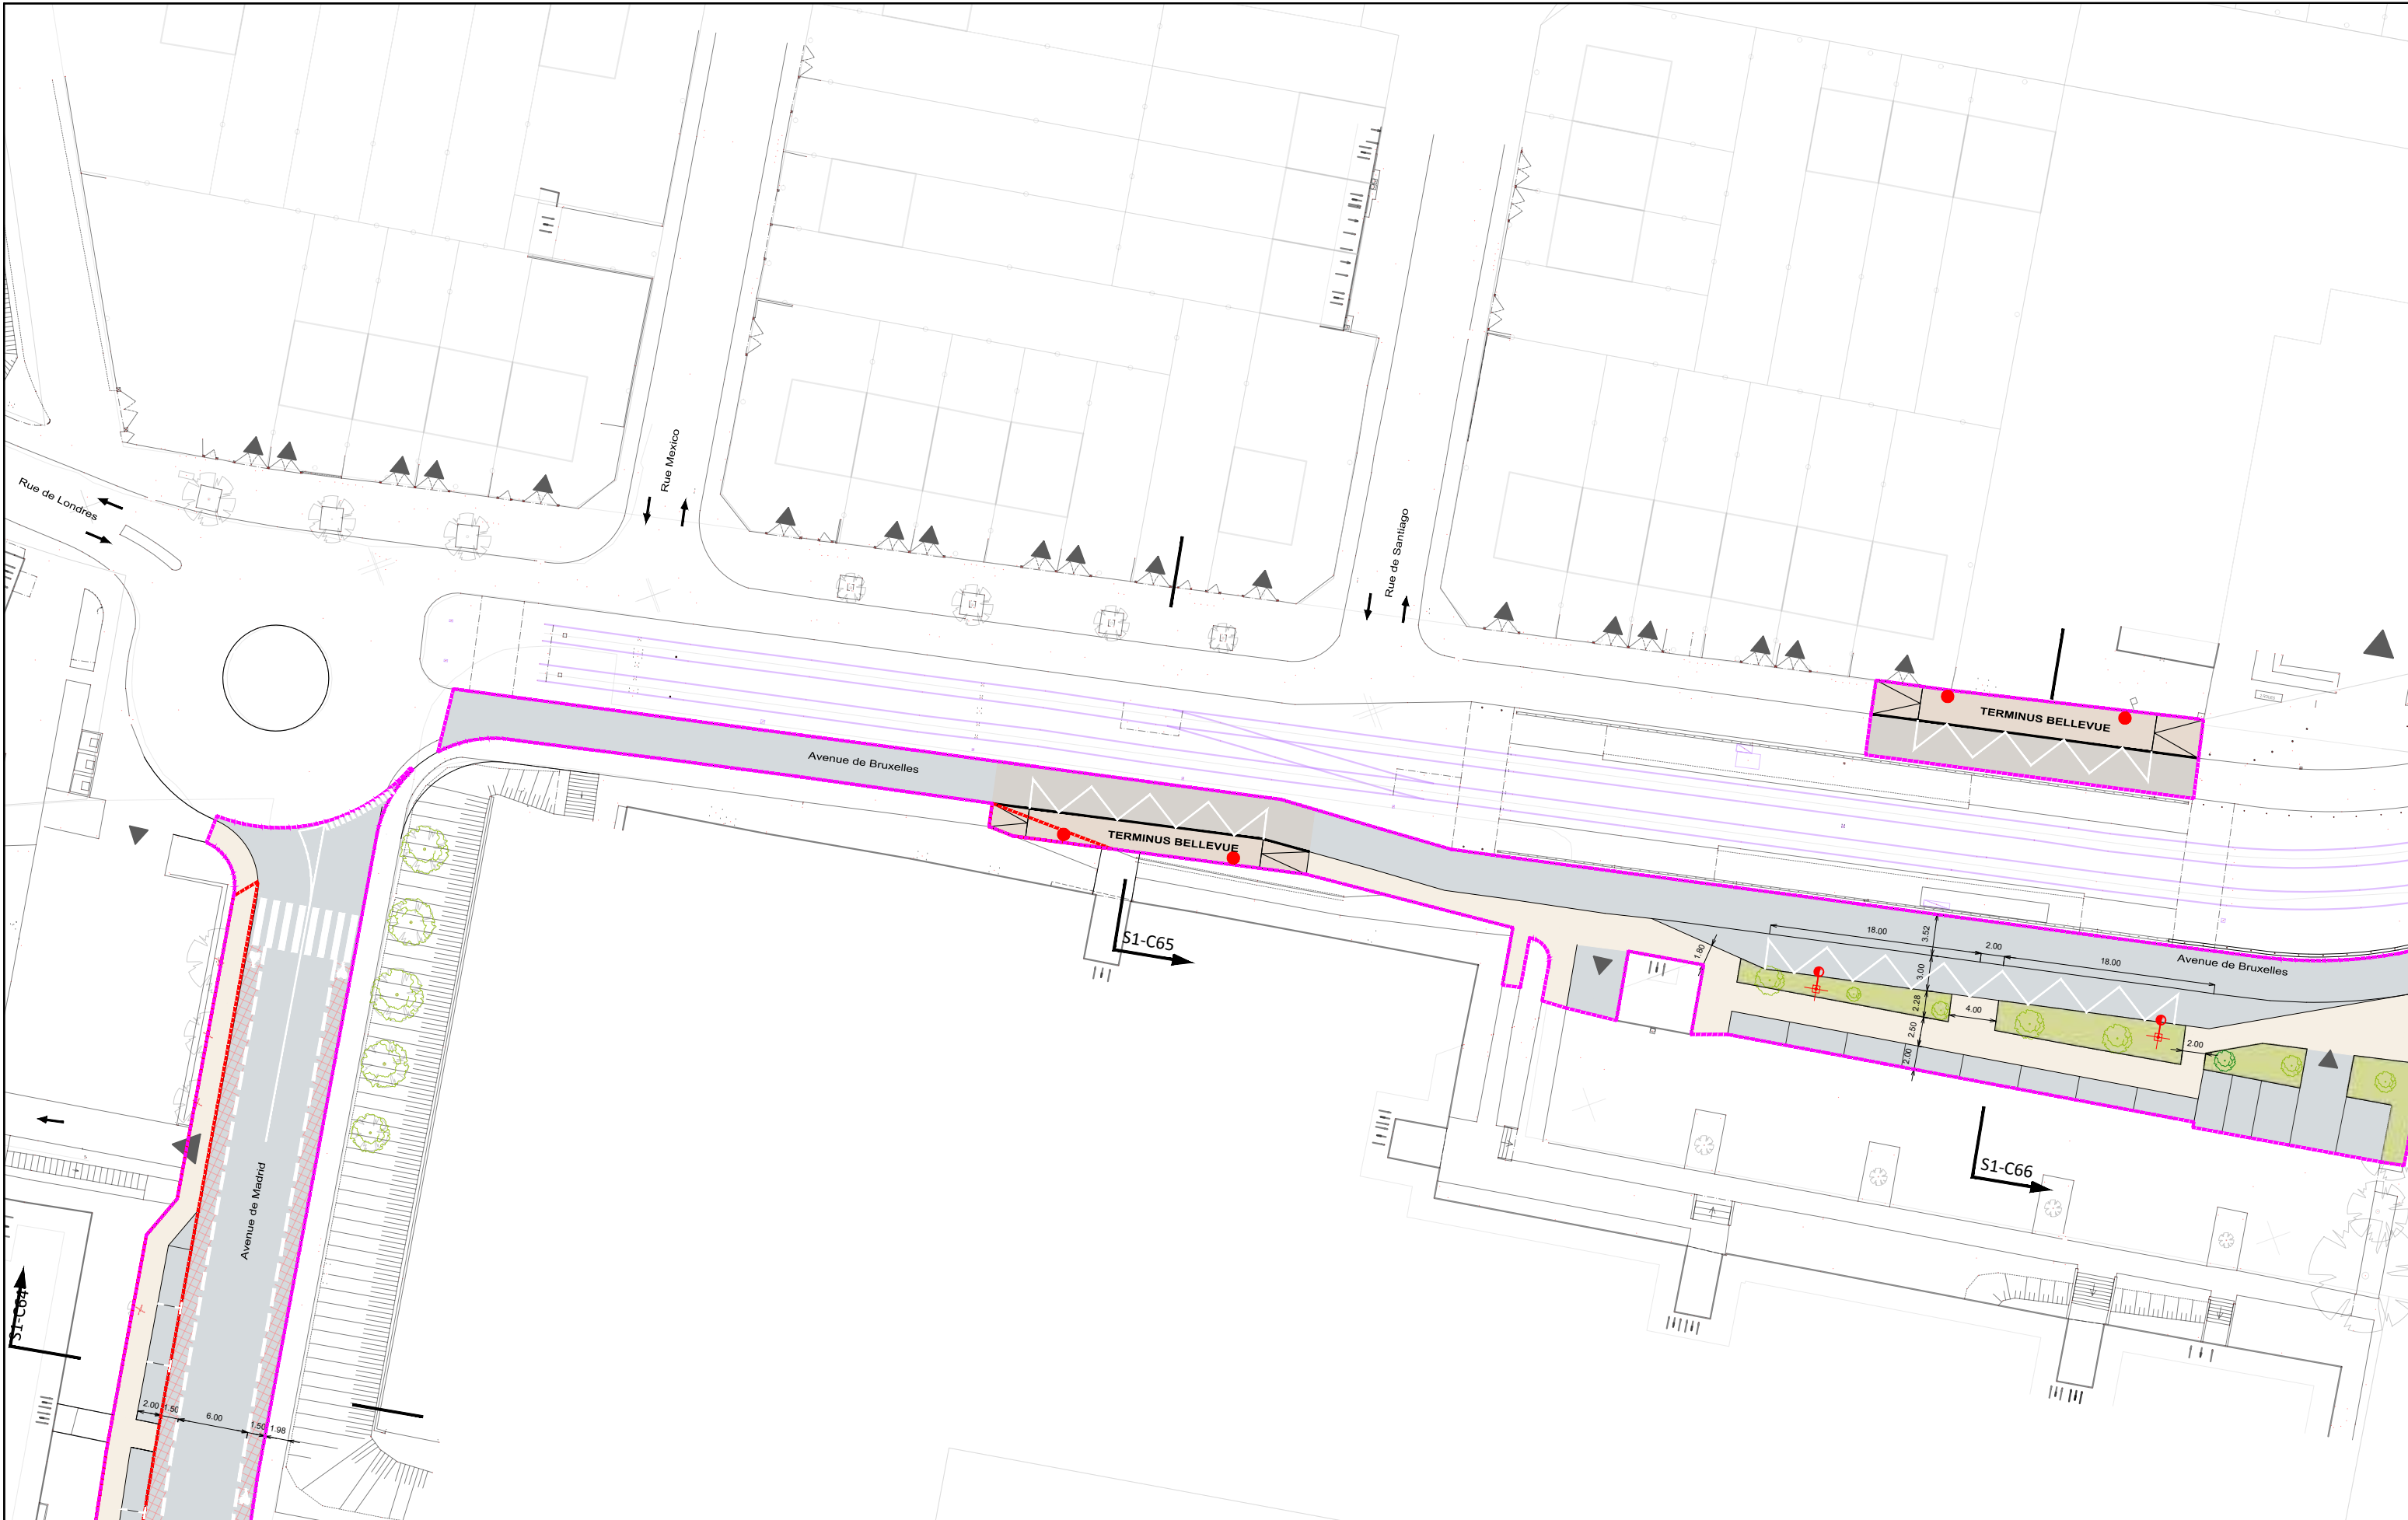 Rue Mexico
Rue de Londres
Rue de Santiago
TERMINUS BELLEVUE
Avenue de Bruxelles
TERMINUS BELLEVUE
S1-C65
18.00
3.52
2.00
18.00
Avenue de Bruxelles
1.80
3.00
2.28
4.00
2.50
2.00
2.00
S1-C66
Avenue de Madrid
S1-C64
2.00
1.50
6.00
1.50
1.98